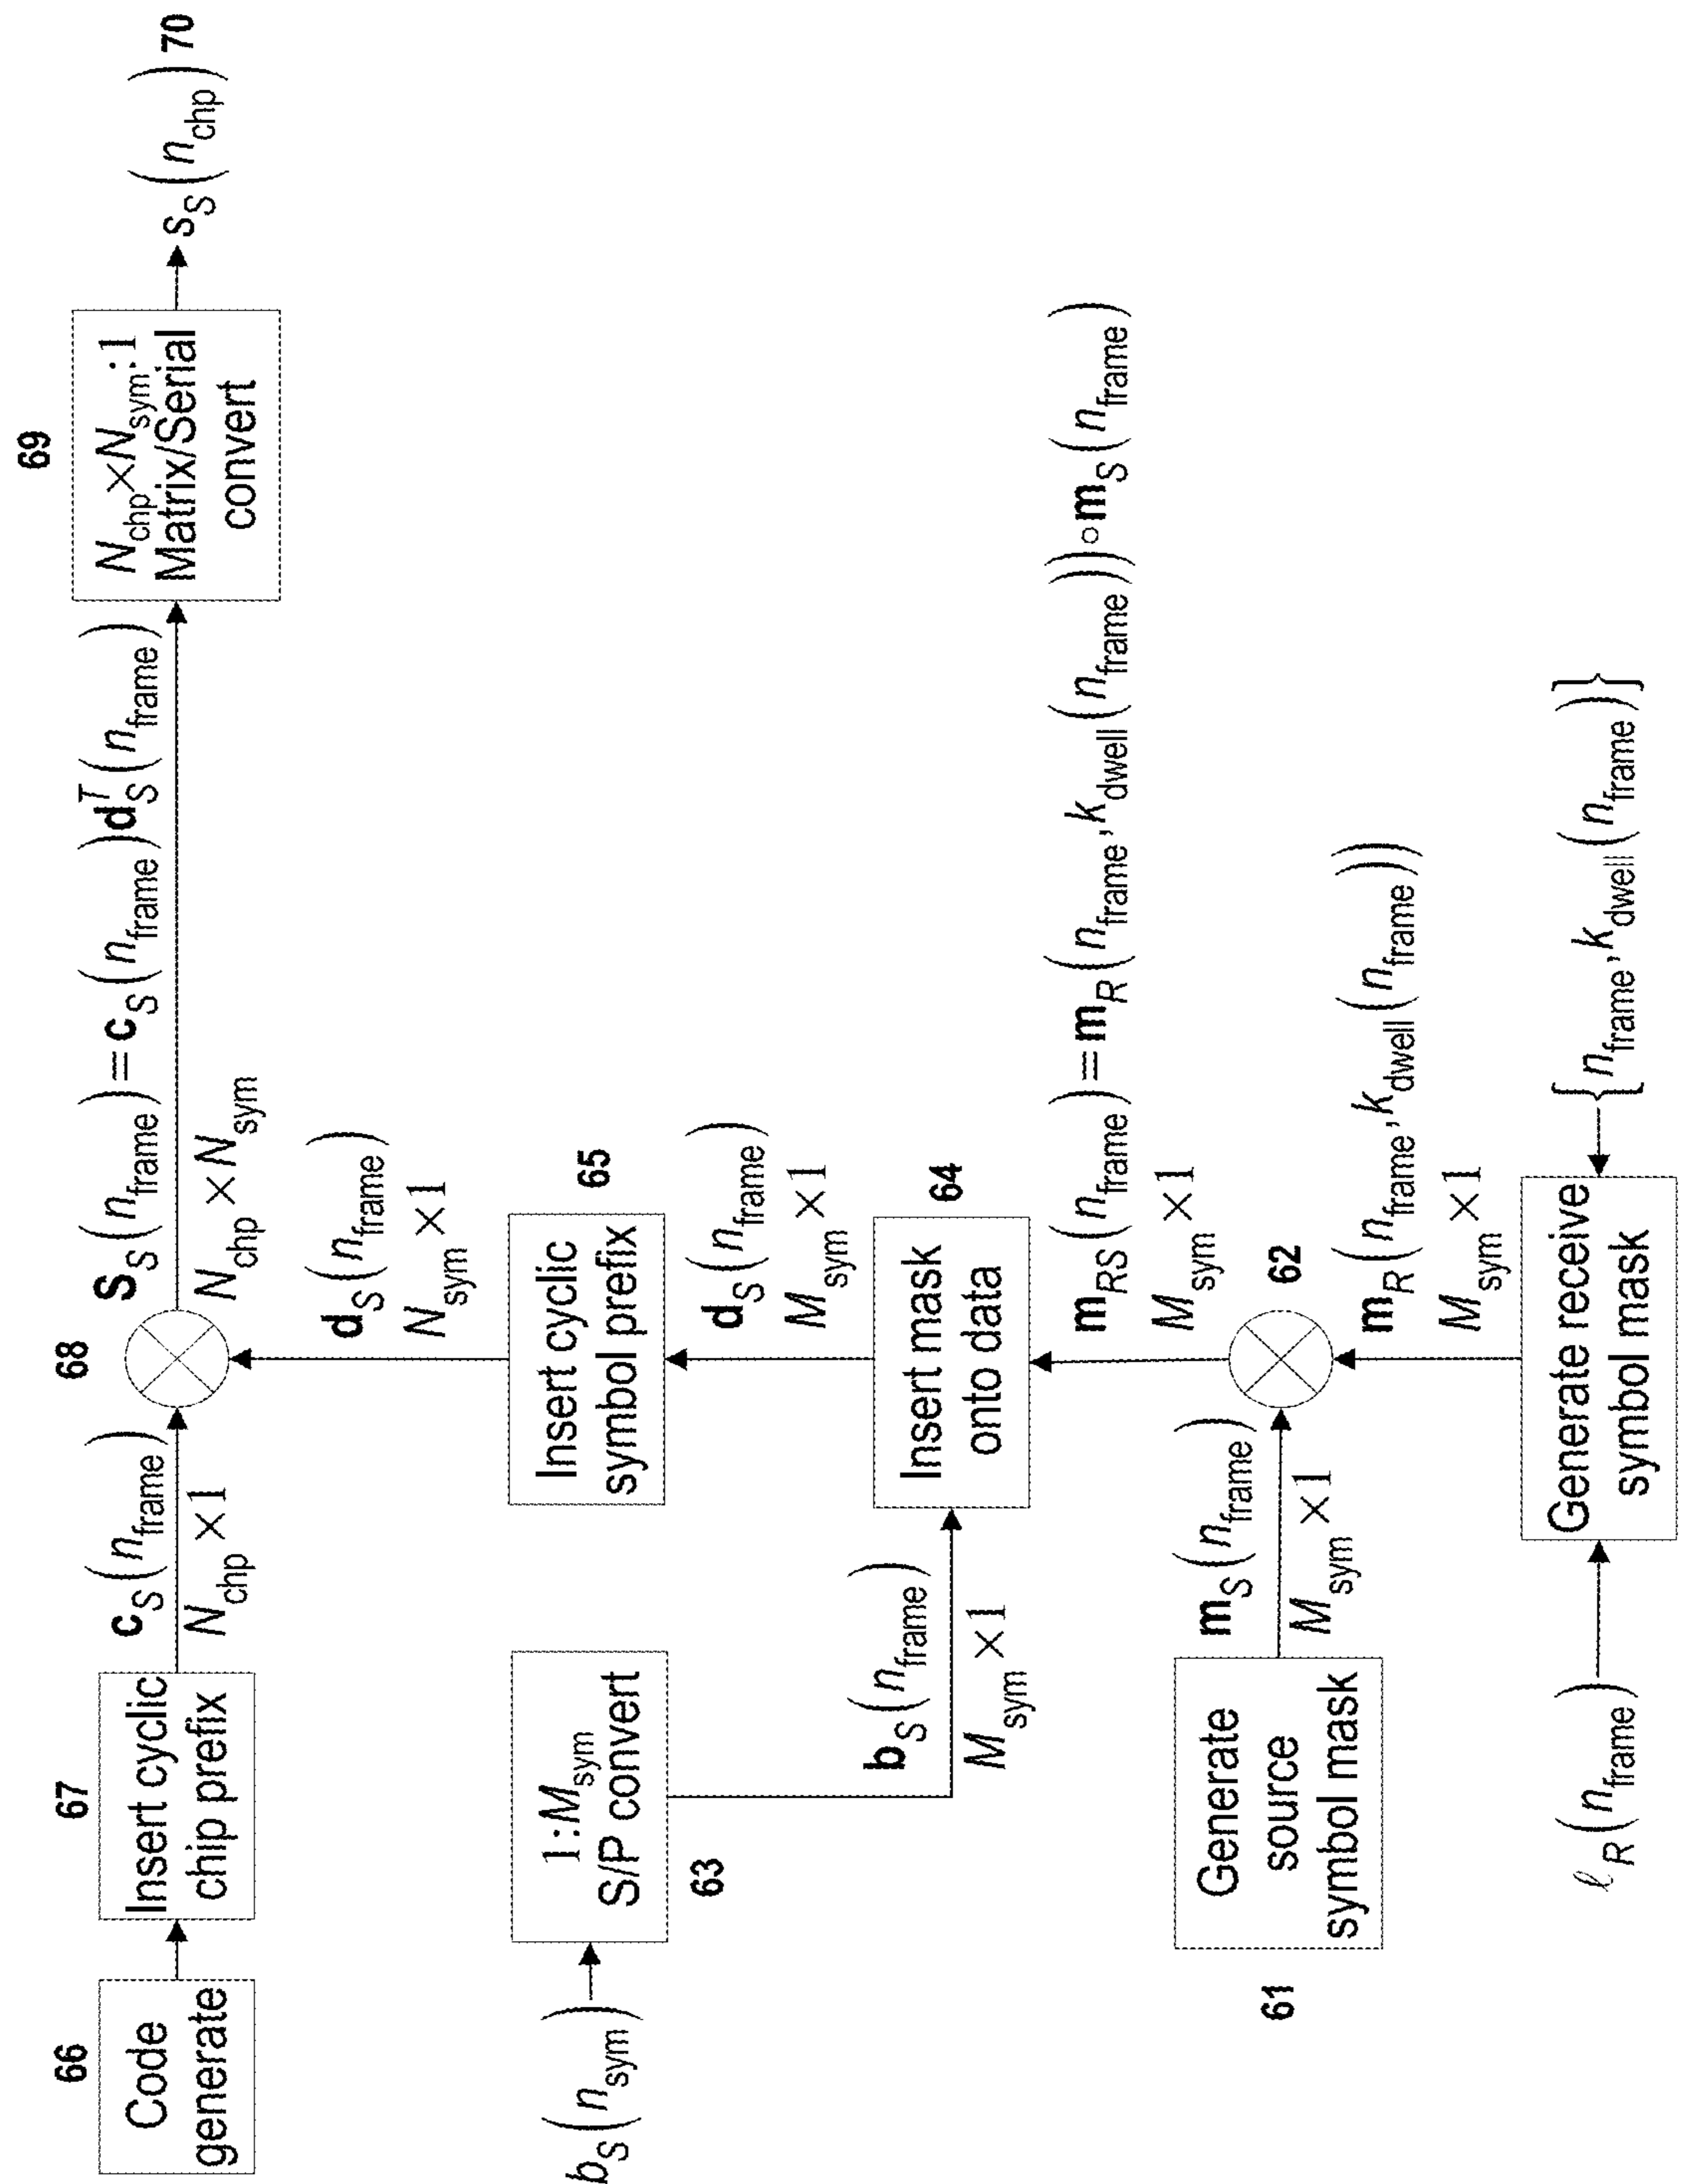 66
Code
generate
67
Insert cyclic
chip prefix
c_S(n_frame)
N_chp×1
68
S_S(n_frame)=c_S(n_frame)d_S^T(n_frame)
N_chp×N_sym
69
N_chp×N_sym:1
Matrix/Serial
convert
s_S(n_chp) 70
d_S(n_frame)
N_sym×1
b_S(n_sym)
1:M_sym
S/P convert
63
Insert cyclic
symbol prefix
65
d_S(n_frame)
M_sym×1
b_S(n_frame)
M_sym×1
Insert mask
onto data
64
m_RS(n_frame)=m_R(n_frame,k_dwell(n_frame))∘m_S(n_frame)
M_sym×1
61
Generate
source
symbol mask
m_S(n_frame)
M_sym×1
62
m_R(n_frame,k_dwell(n_frame))
M_sym×1
ℓ_R(n_frame)
Generate receive
symbol mask
{n_frame,k_dwell(n_frame)}